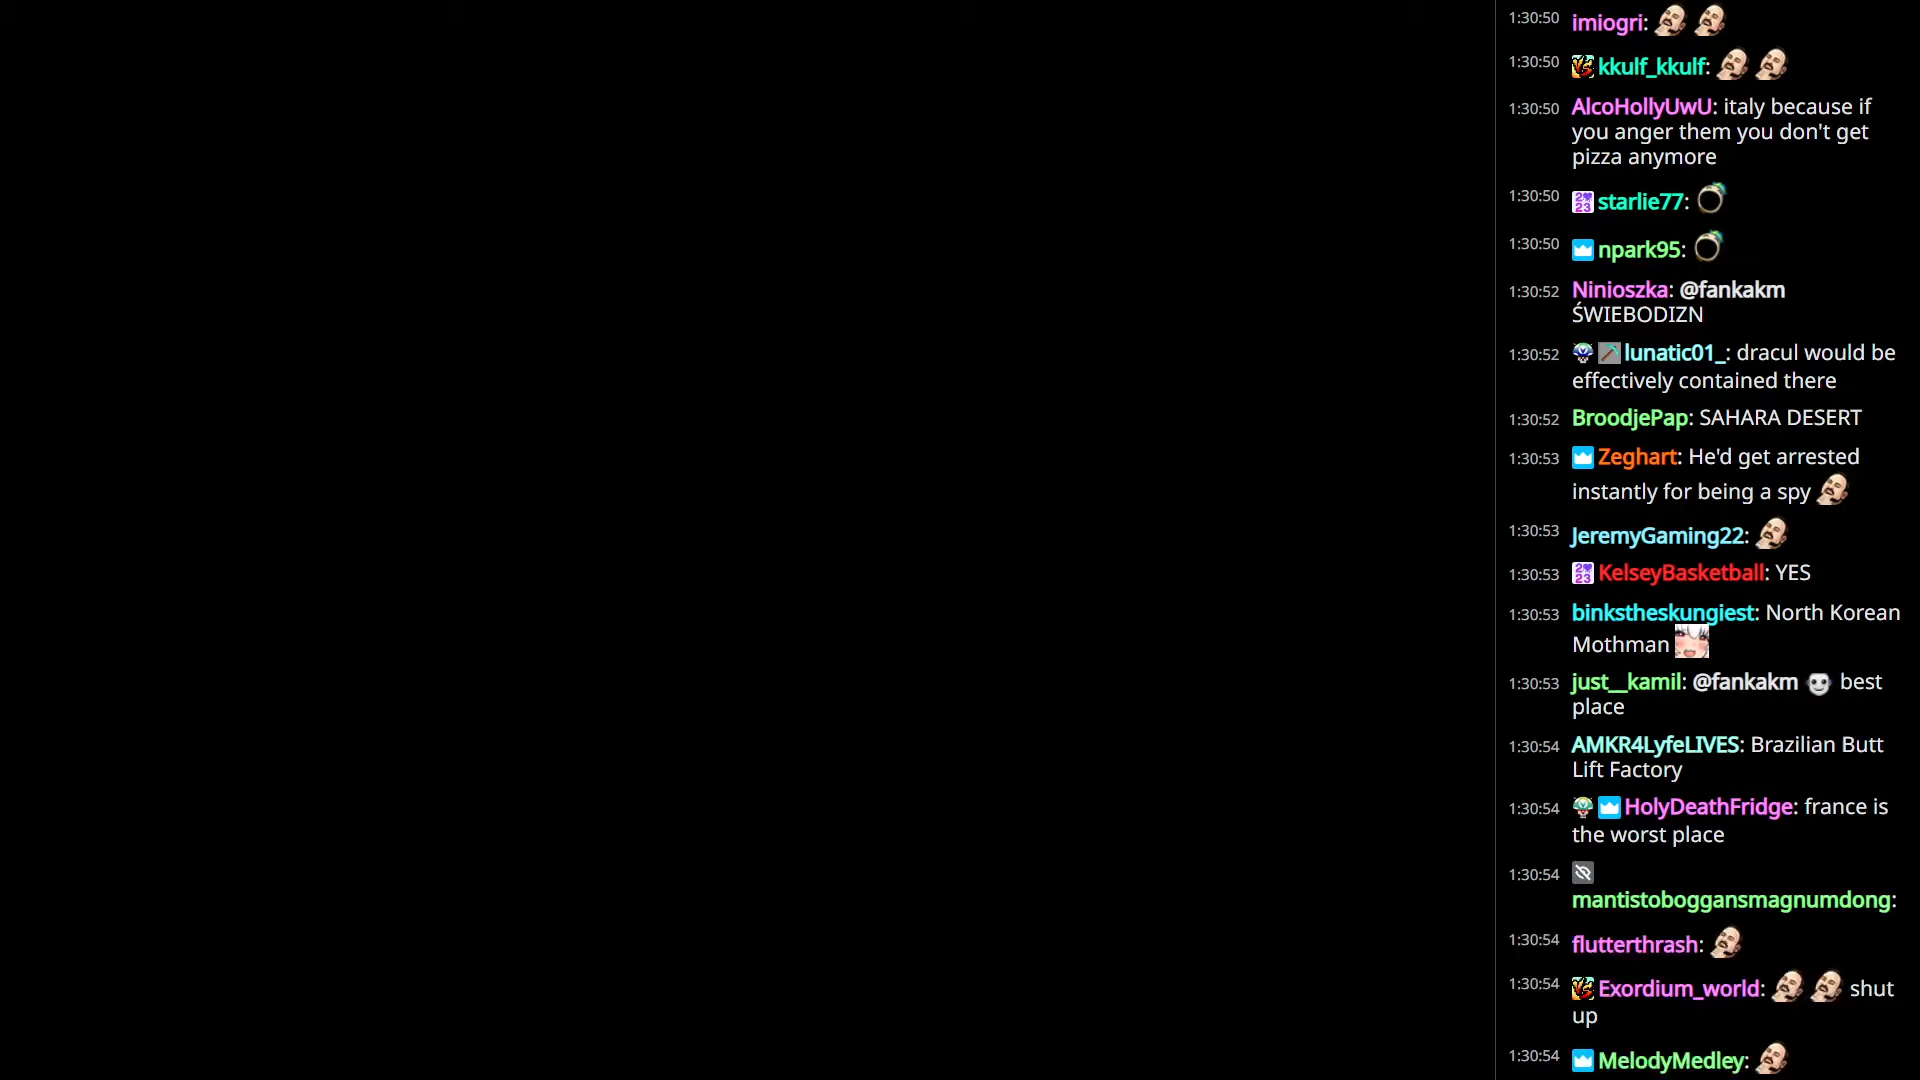 1:30:50 imiogri:
1:30:50 kkulf_kkulf:
1:30:50 AlcoHollyUwU: italy because if
you anger them you don't get
pizza anymore
1:30:50 starlie77:
1:30:50 npark95:
1:30:52 Ninioszka: @fankakm
ŚWIEBODIZN
1:30:52 lunatic01_: dracul would be
effectively contained there
1:30:52 BroodjePap: SAHARA DESERT
1:30:53 Zeghart: He'd get arrested
instantly for being a spy
1:30:53 JeremyGaming22:
1:30:53 KelseyBasketball: YES
1:30:53 binkstheskungiest: North Korean
Mothman
1:30:53 just__kamil: @fankakm best
place
1:30:54 AMKR4LyfeLIVES: Brazilian Butt
Lift Factory
1:30:54 HolyDeathFridge: france is
the worst place
1:30:54
mantistoboggansmagnumdong:
1:30:54 flutterthrash:
1:30:54 Exordium_world: shut
up
1:30:54 MelodyMedley: